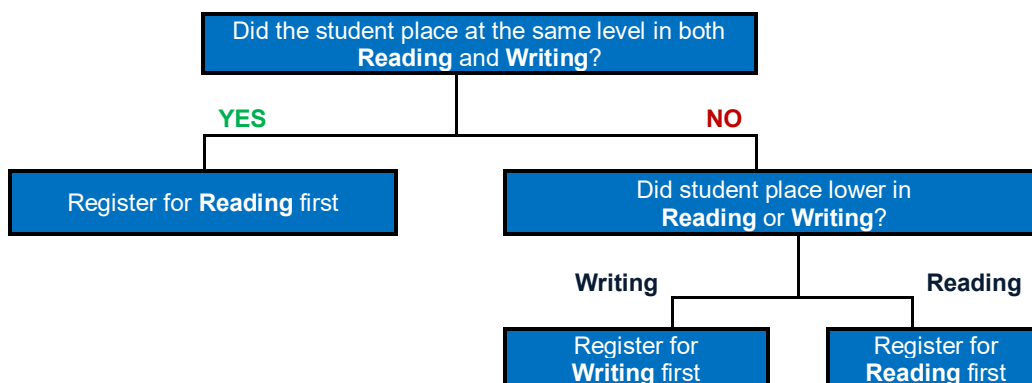 Did the student place at the same level in both
Reading and Writing?
YES
NO
Register for Reading first
Did student place lower in
Reading or Writing?
Writing
Reading
Register for
Writing first
Register for
Reading first